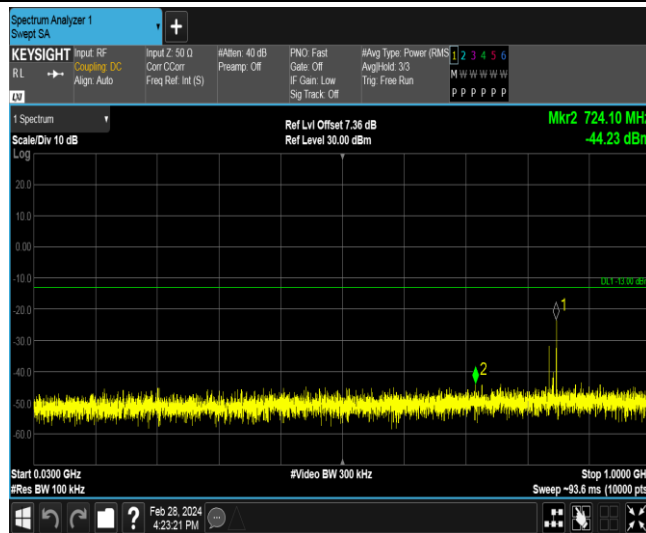 Spectrum Analyzer 1
Swept SA
KEYSIGHT
RL
LXI
Input: RF
Coupling: DC
Align: Auto
Input Z: 50 Ω
Corr CCorr
Freq Ref: Int (S)
#Atten: 40 dB
Preamp: Off
PNO: Fast
Gate: Off
IF Gain: Low
Sig Track: Off
#Avg Type: Power (RMS
Avg|Hold: 3/3
Trig: Free Run
1 2 3 4 5 6
M W W W W W
P P P P P P
1 Spectrum
Scale/Div 10 dB
Log
Ref Lvl Offset 7.36 dB
Ref Level 30.00 dBm
Mkr2 724.10 MHz
-44.23 dBm
20.0
10.0
0.00
-10.0
DL1 -13.00 dBm
1
-20.0
-30.0
-40.0
2
-50.0
-60.0
Start 0.0300 GHz
#Res BW 100 kHz
#Video BW 300 kHz
Stop 1.0000 GH
Sweep ~93.6 ms (10000 pts
?
Feb 28, 2024
4:23:21 PM